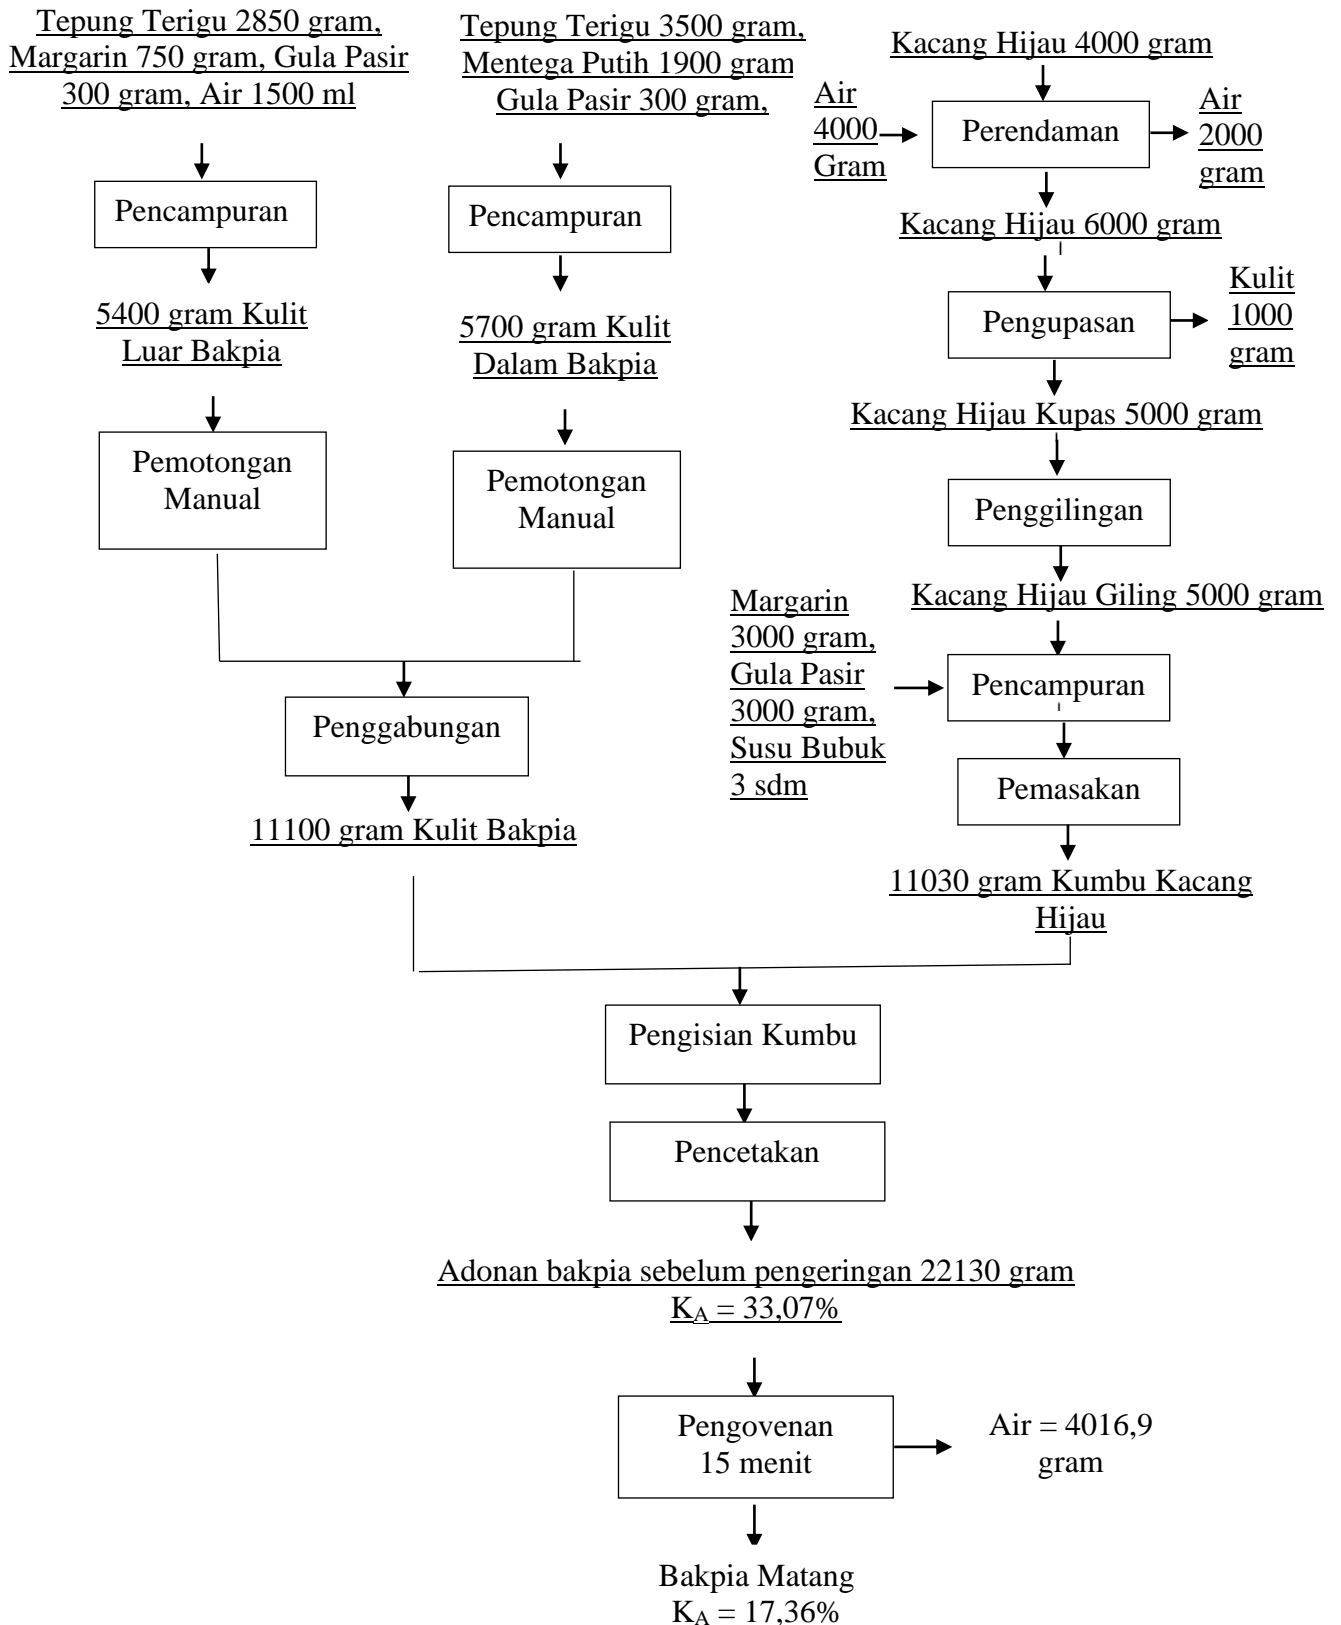 Tepung Terigu 2850 gram,
Margarin 750 gram, Gula Pasir
300 gram, Air 1500 ml
Pencampuran
5400 gram Kulit
Luar Bakpia
Pemotongan
Manual
Tepung Terigu 3500 gram,
Mentega Putih 1900 gram
Gula Pasir 300 gram,
Pencampuran
5700 gram Kulit
Dalam Bakpia
Pemotongan
Manual
Penggabungan
11100 gram Kulit Bakpia
Kacang Hijau 4000 gram
Air
4000
Gram
Perendaman
Air
2000
gram
Kacang Hijau 6000 gram
Pengupasan
Kulit
1000
gram
Kacang Hijau Kupas 5000 gram
Penggilingan
Kacang Hijau Giling 5000 gram
Margarin
3000 gram,
Gula Pasir
3000 gram,
Susu Bubuk
3 sdm
Pencampuran
Pemasakan
11030 gram Kumbu Kacang
Hijau
Pengisian Kumbu
Pencetakan
Adonan bakpia sebelum pengeringan 22130 gram
K_A = 33,07%
Pengovenan
15 menit
Air = 4016,9
gram
Bakpia Matang
K_A = 17,36%